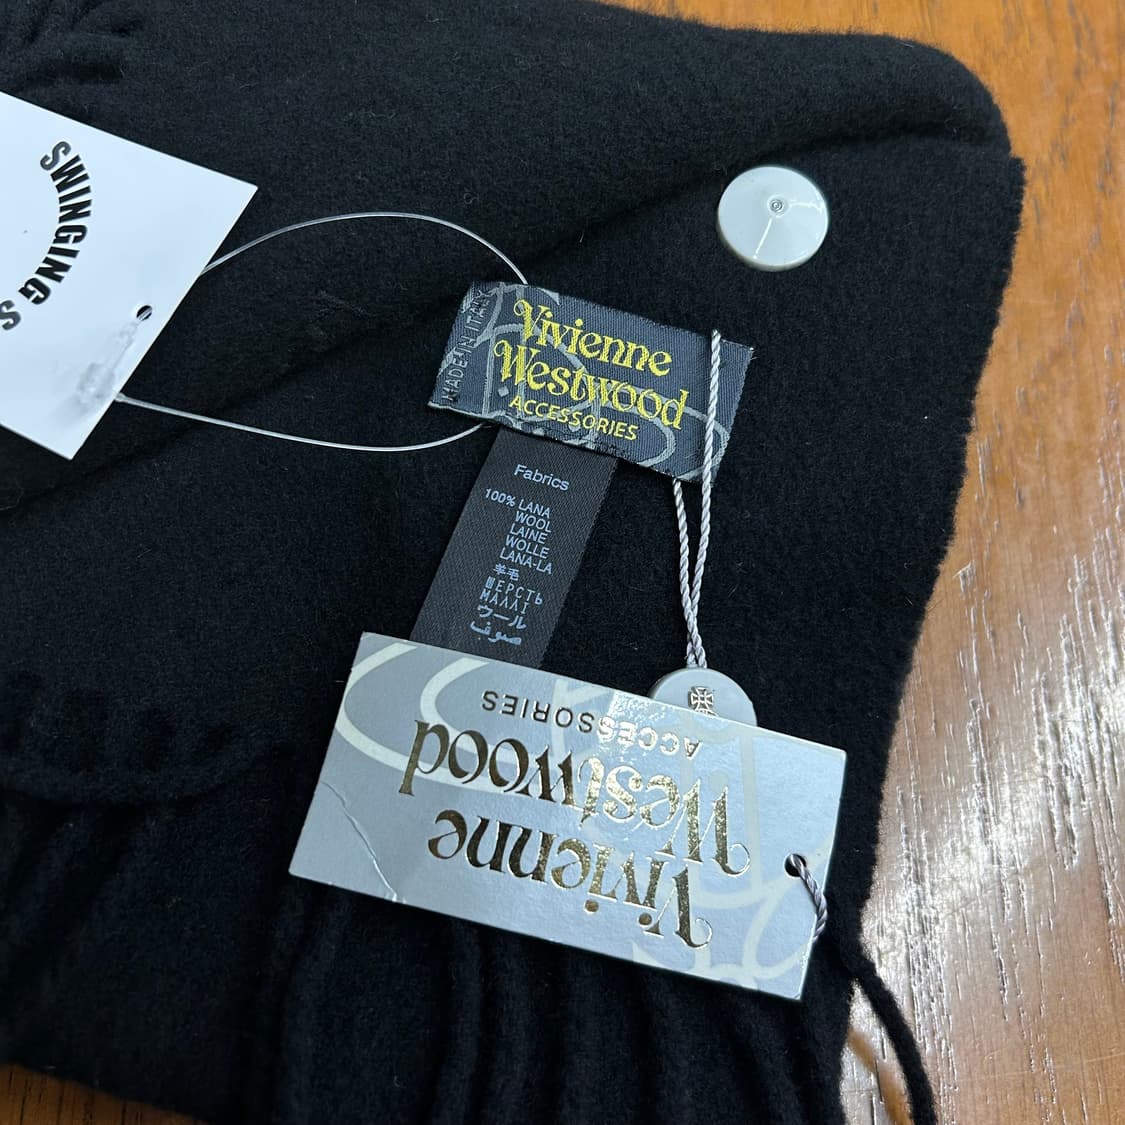 SWINGING S
MADE IN ITALY
Vivienne
Westwood
ACCESSORIES
Fabrics
100% LANA
WOOL
LAINE
WOLLE
LANA-LA
羊毛
ШЕРСТЬ
ΜΑΛΛΙ
ウール
صوف
Vivienne
Westwood
ACCESSORIES